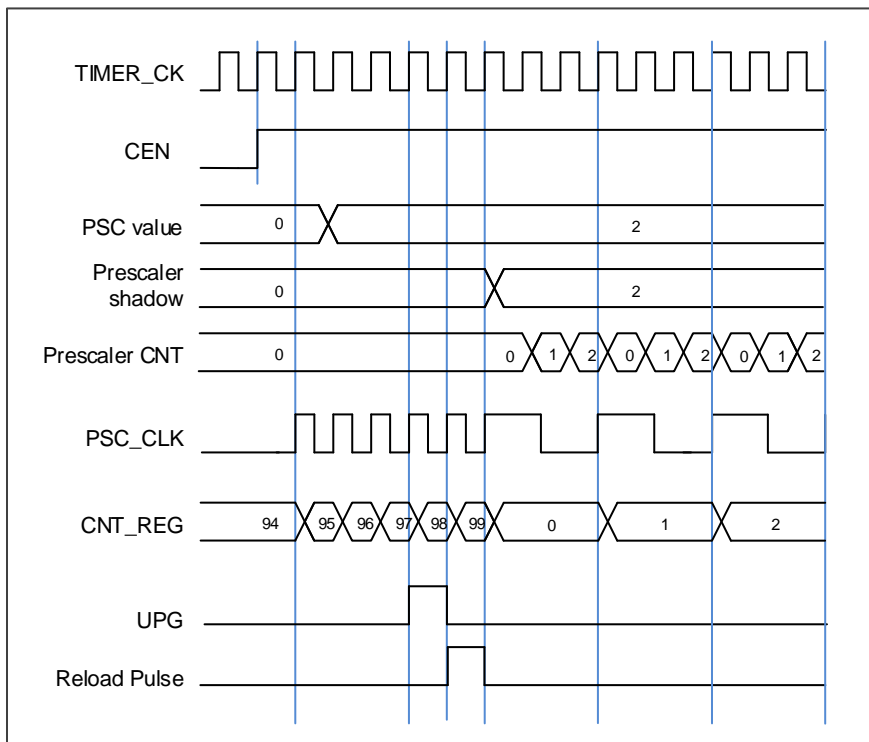 TIMER_CK
CEN
PSC value 0 2
Prescaler
shadow 0 2
Prescaler CNT 0 0 1 2 0 1 2 0 1 2
PSC_CLK
CNT_REG 94 95 96 97 98 99 0 1 2
UPG
Reload Pulse